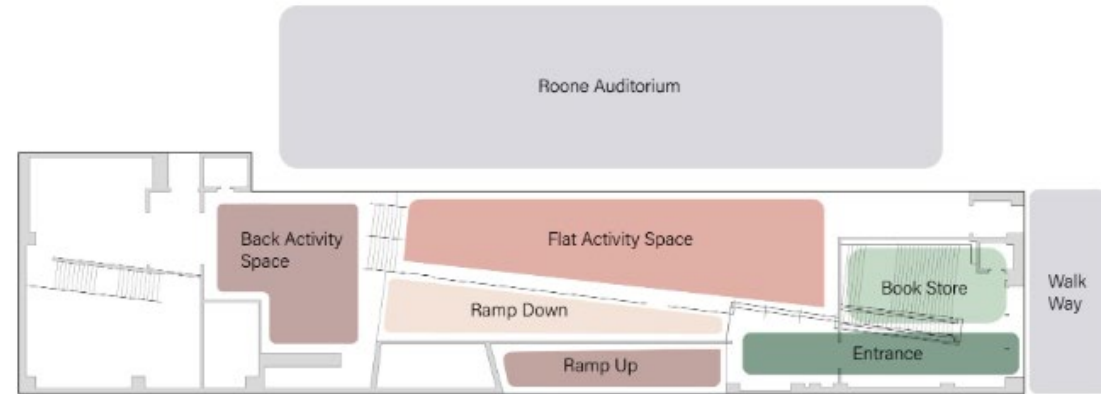 Roone Auditorium
Back Activity
Space
Flat Activity Space
Ramp Down
Ramp Up
Book Store
Entrance
Walk
Way